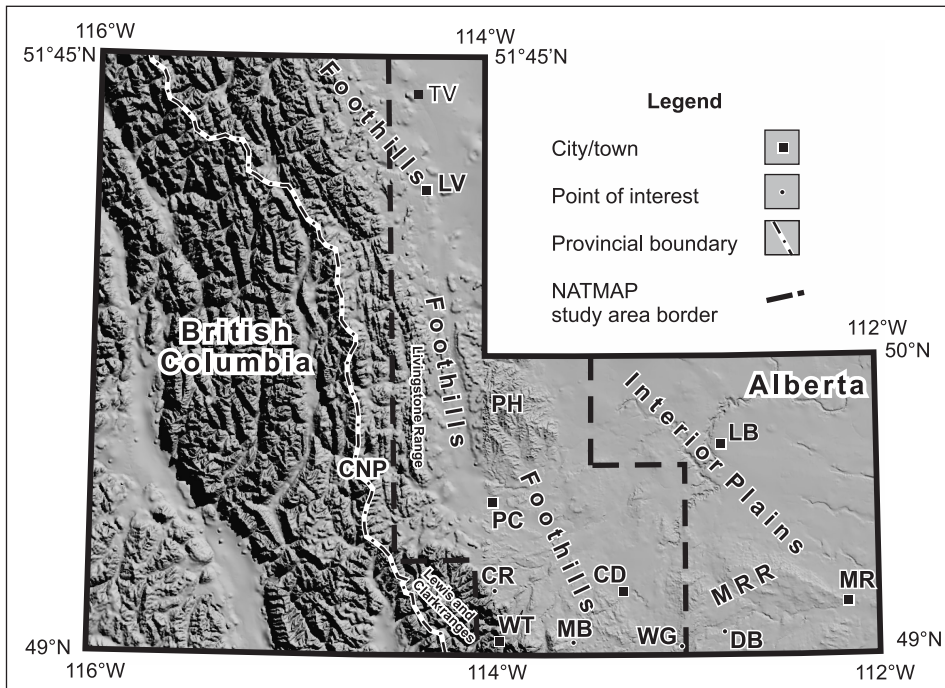 116°W
51°45'N
114°W
51°45'N
Foothills
TV
LV
Legend
City/town
Point of interest
Provincial boundary
NATMAP
study area border
112°W
50°N
British
Columbia
Foothills
Livingstone Range
PH
Interior Plains
Alberta
LB
CNP
PC
Foothills
CR
CD
MRR
MR
Lewis and
Clark ranges
WT
MB
WG
DB
49°N
49°N
116°W
114°W
112°W